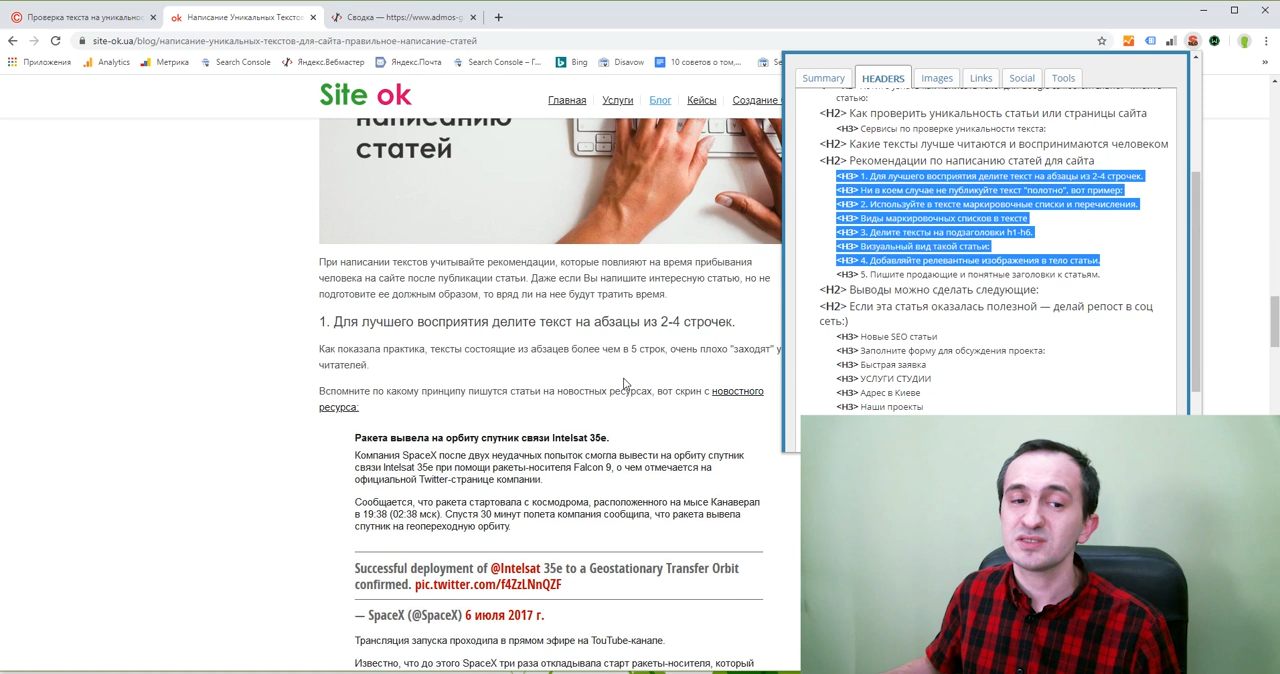 Проверка текста на уникально
ok Написание Уникальных Текстов
Сводка — https://www.admos-g
site-ok.ua/blog/написание-уникальных-текстов-для-сайта-правильное-написание-статей
Приложения Analytics Метрика Search Console Яндекс.Вебмастер Яндекс.Почта Search Console – Г... Bing Disavow 10 советов о том,...
Site ok
Главная Услуги Блог Кейсы Создание
написанию
статей
При написании текстов учитывайте рекомендации, которые повлияют на время прибывания
человека на сайте после публикации статьи. Даже если Вы напишите интересную статью, но не
подготовите ее должным образом, то вряд ли на нее будут тратить время.
1. Для лучшего восприятия делите текст на абзацы из 2-4 строчек.
Как показала практика, тексты состоящие из абзацев более чем в 5 строк, очень плохо "заходят" у
читателей.
Вспомните по какому принципу пишутся статьи на новостных ресурсах, вот скрин с новостного
ресурса:
Ракета вывела на орбиту спутник связи Intelsat 35e.
Компания SpaceX после двух неудачных попыток смогла вывести на орбиту спутник
связи Intelsat 35e при помощи ракеты-носителя Falcon 9, о чем отмечается на
официальной Twitter-странице компании.
Сообщается, что ракета стартовала с космодрома, расположенного на мысе Канаверал
в 19:38 (02:38 мск). Спустя 30 минут полета компания сообщила, что ракета вывела
спутник на геопереходную орбиту.
Successful deployment of @Intelsat 35e to a Geostationary Transfer Orbit
confirmed. pic.twitter.com/f4ZzLNnQZF
— SpaceX (@SpaceX) 6 июля 2017 г.
Трансляция запуска проходила в прямом эфире на YouTube-канале.
Известно, что до этого SpaceX три раза откладывала старт ракеты-носителя, который
Summary HEADERS Images Links Social Tools
статью:
<H2> Как проверить уникальность статьи или страницы сайта
<H3> Сервисы по проверке уникальности текста:
<H2> Какие тексты лучше читаются и воспринимаются человеком
<H2> Рекомендации по написанию статей для сайта
<H3> 1. Для лучшего восприятия делите текст на абзацы из 2-4 строчек.
<H3> Ни в коем случае не публикуйте текст "полотно", вот пример:
<H3> 2. Используйте в тексте маркировочные списки и перечисления.
<H3> Виды маркировочных списков в тексте
<H3> 3. Делите тексты на подзаголовки h1-h6.
<H3> Визуальный вид такой статьи:
<H3> 4. Добавляйте релевантные изображения в тело статьи.
<H3> 5. Пишите продающие и понятные заголовки к статьям.
<H2> Выводы можно сделать следующие:
<H2> Если эта статья оказалась полезной — делай репост в соц
сеть:)
<H3> Новые SEO статьи
<H3> Заполните форму для обсуждения проекта:
<H3> Быстрая заявка
<H3> УСЛУГИ СТУДИИ
<H3> Адрес в Киеве
<H3> Наши проекты